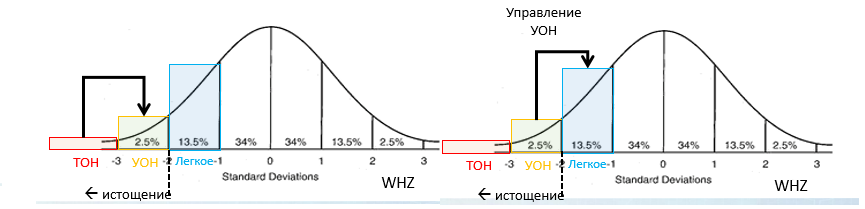 2.5% 13.5% 34% 34% 13.5% 2.5%
-3 -2 -1 0 1 2 3
ТОН УОН Легкое
Standard Deviations
WHZ
← истощение
Управление
УОН
2.5% 13.5% 34% 34% 13.5% 2.5%
-3 -2 -1 0 1 2 3
ТОН УОН Легкое
Standard Deviations
WHZ
← истощение